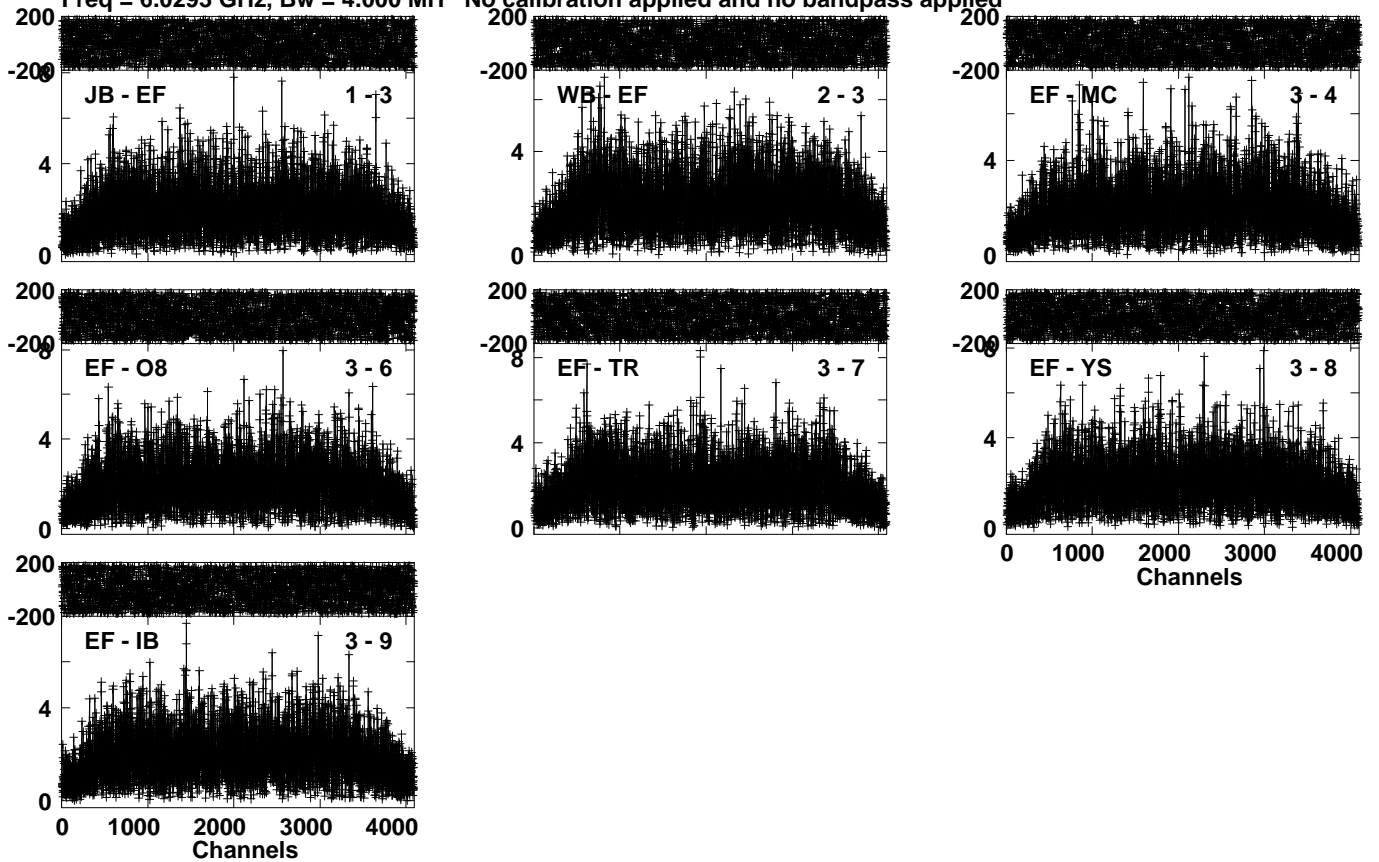 Freq = 6.0293 GHz, Bw = 4.000 MH No calibration applied and no bandpass applied
200
-200
8
JB - EF 1 - 3
4
0
200
-200
WB - EF 2 - 3
4
0
200
-200
EF - MC 3 - 4
4
0
200
-200
8
EF - O8 3 - 6
4
0
200
-200
8
EF - TR 3 - 7
4
0
200
-200
8
EF - YS 3 - 8
4
0
0 1000 2000 3000 4000
Channels
200
-200
EF - IB 3 - 9
4
0
0 1000 2000 3000 4000
Channels